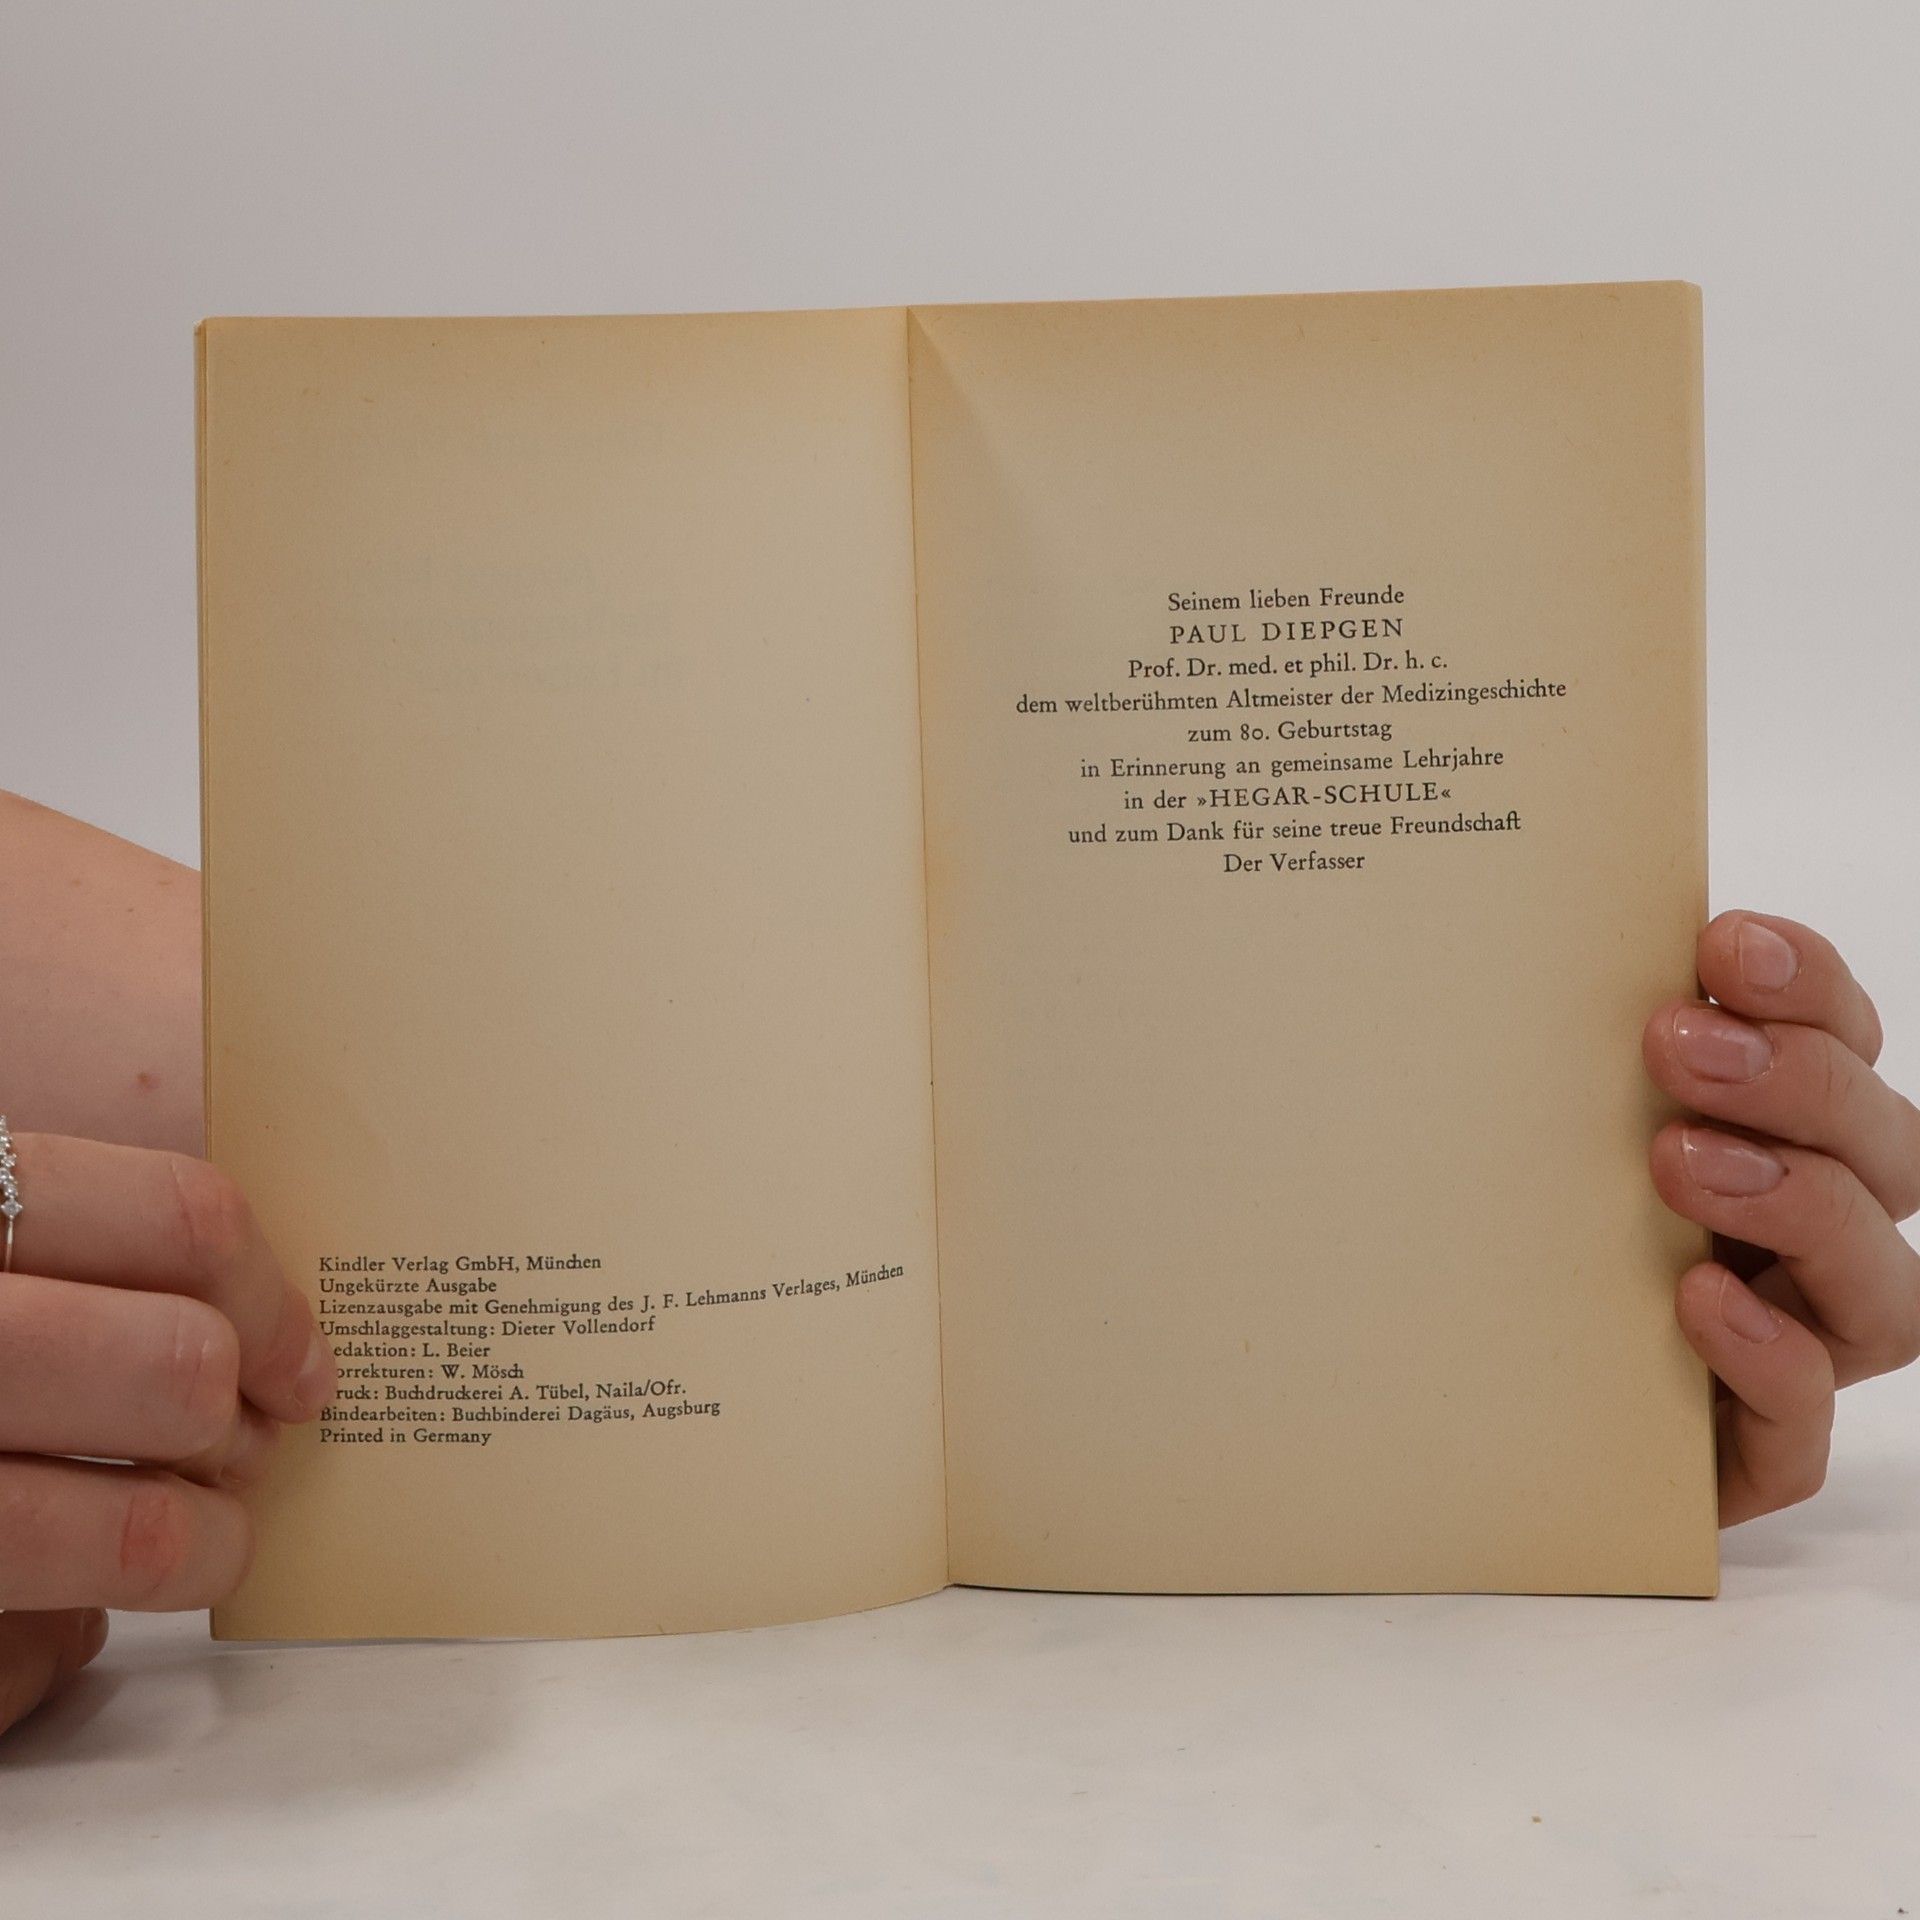 Kindler Verlag GmbH, München
Ungekürzte Ausgabe
Lizenzausgabe mit Genehmigung des J. F. Lehmanns Verlages, München
Umschlaggestaltung: Dieter Vollendorf
edaktion: L. Beier
orrekturen: W. Mösch
ruck: Buchdruckerei A. Tübel, Naila/Ofr.
Bindearbeiten: Buchbinderei Dagäus, Augsburg
Printed in Germany
Seinem lieben Freunde
PAUL DIEPGEN
Prof. Dr. med. et phil. Dr. h. c.
dem weltberühmten Altmeister der Medizingeschichte
zum 80. Geburtstag
in Erinnerung an gemeinsame Lehrjahre
in der »HEGAR-SCHULE«
und zum Dank für seine treue Freundschaft
Der Verfasser